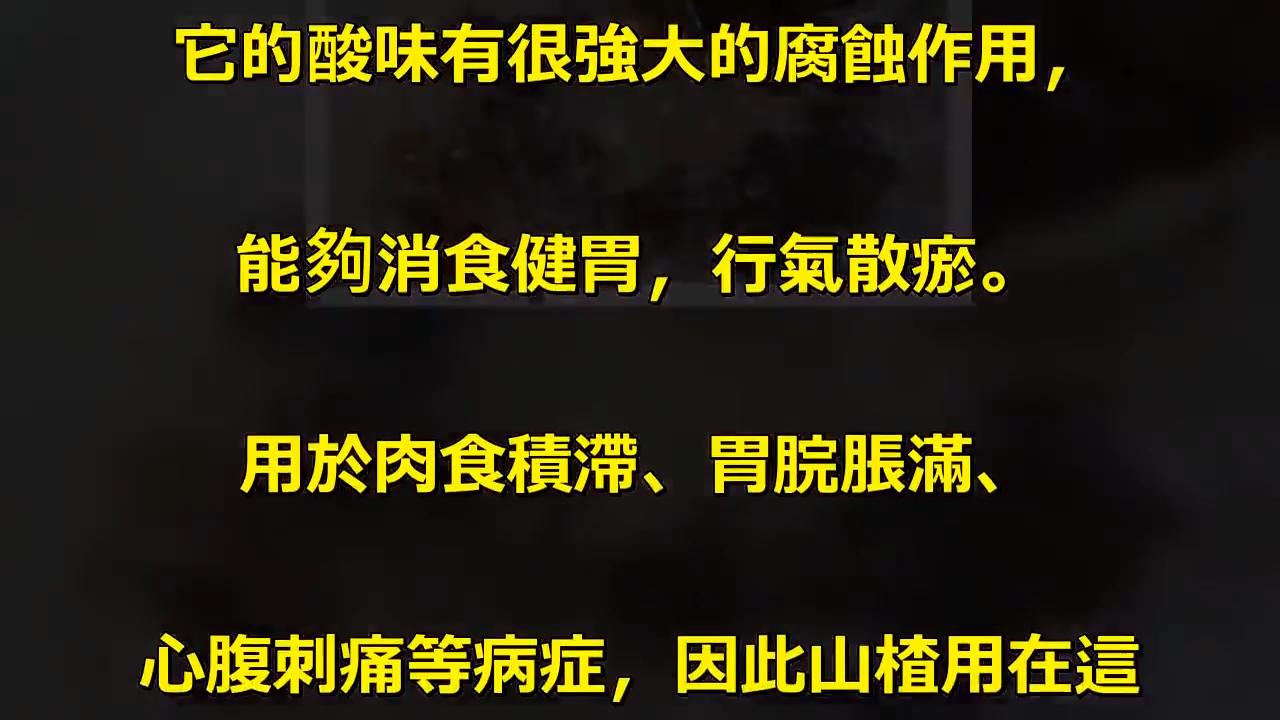 它的酸味有很強大的腐蝕作用，
能夠消食健胃，行氣散瘀。
用於肉食積滯、胃脘脹滿、
心腹刺痛等病症，因此山楂用在這